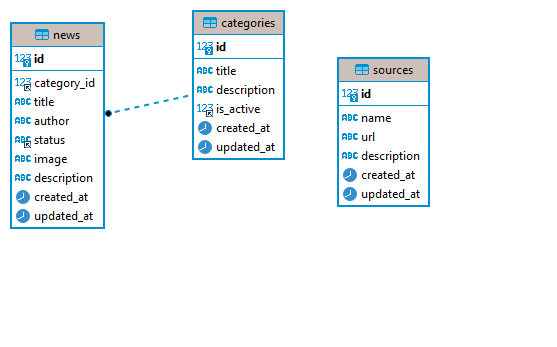 news
id
category_id
title
author
status
image
description
created_at
updated_at
categories
id
title
description
is_active
created_at
updated_at
sources
id
name
url
description
created_at
updated_at